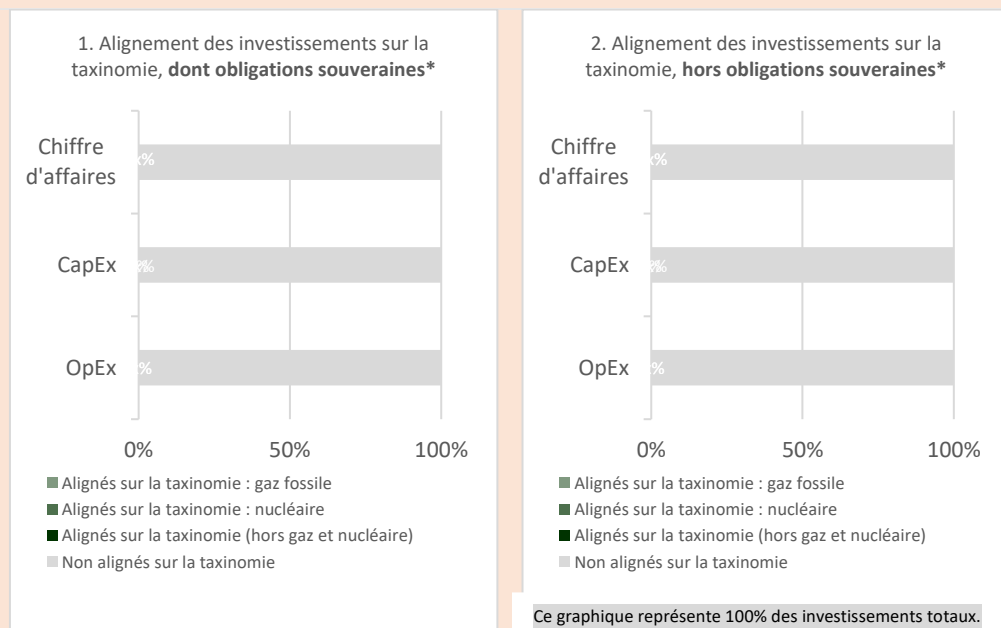 1. Alignement des investissements sur la
taxinomie, dont obligations souveraines*
Chiffre
d'affaires
CapEx
OpEx
0%
50%
100%
Alignés sur la taxinomie : gaz fossile
Alignés sur la taxinomie : nucléaire
Alignés sur la taxinomie (hors gaz et nucléaire)
Non alignés sur la taxinomie
2. Alignement des investissements sur la
taxinomie, hors obligations souveraines*
Chiffre
d'affaires
CapEx
OpEx
0%
50%
100%
Alignés sur la taxinomie : gaz fossile
Alignés sur la taxinomie : nucléaire
Alignés sur la taxinomie (hors gaz et nucléaire)
Non alignés sur la taxinomie
Ce graphique représente 100% des investissements totaux.